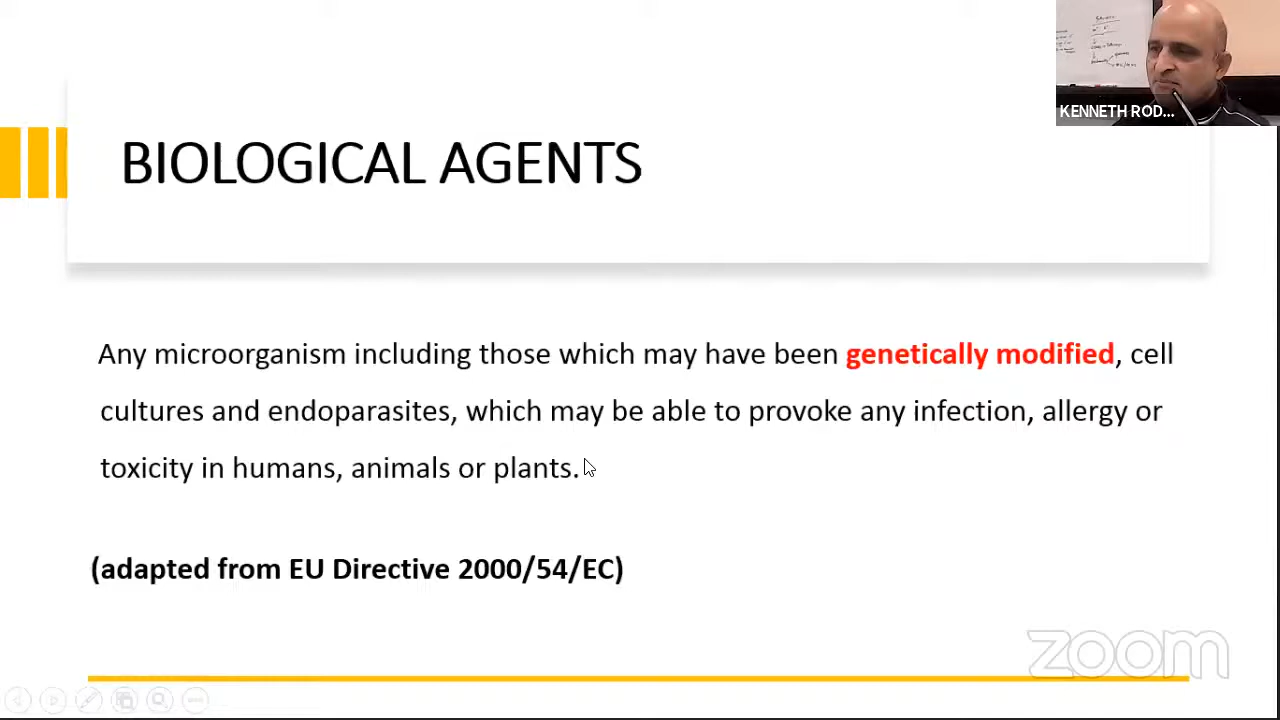 KENNETH ROD...
BIOLOGICAL AGENTS
Any microorganism including those which may have been genetically modified, cell
cultures and endoparasites, which may be able to provoke any infection, allergy or
toxicity in humans, animals or plants.
(adapted from EU Directive 2000/54/EC)
zoom